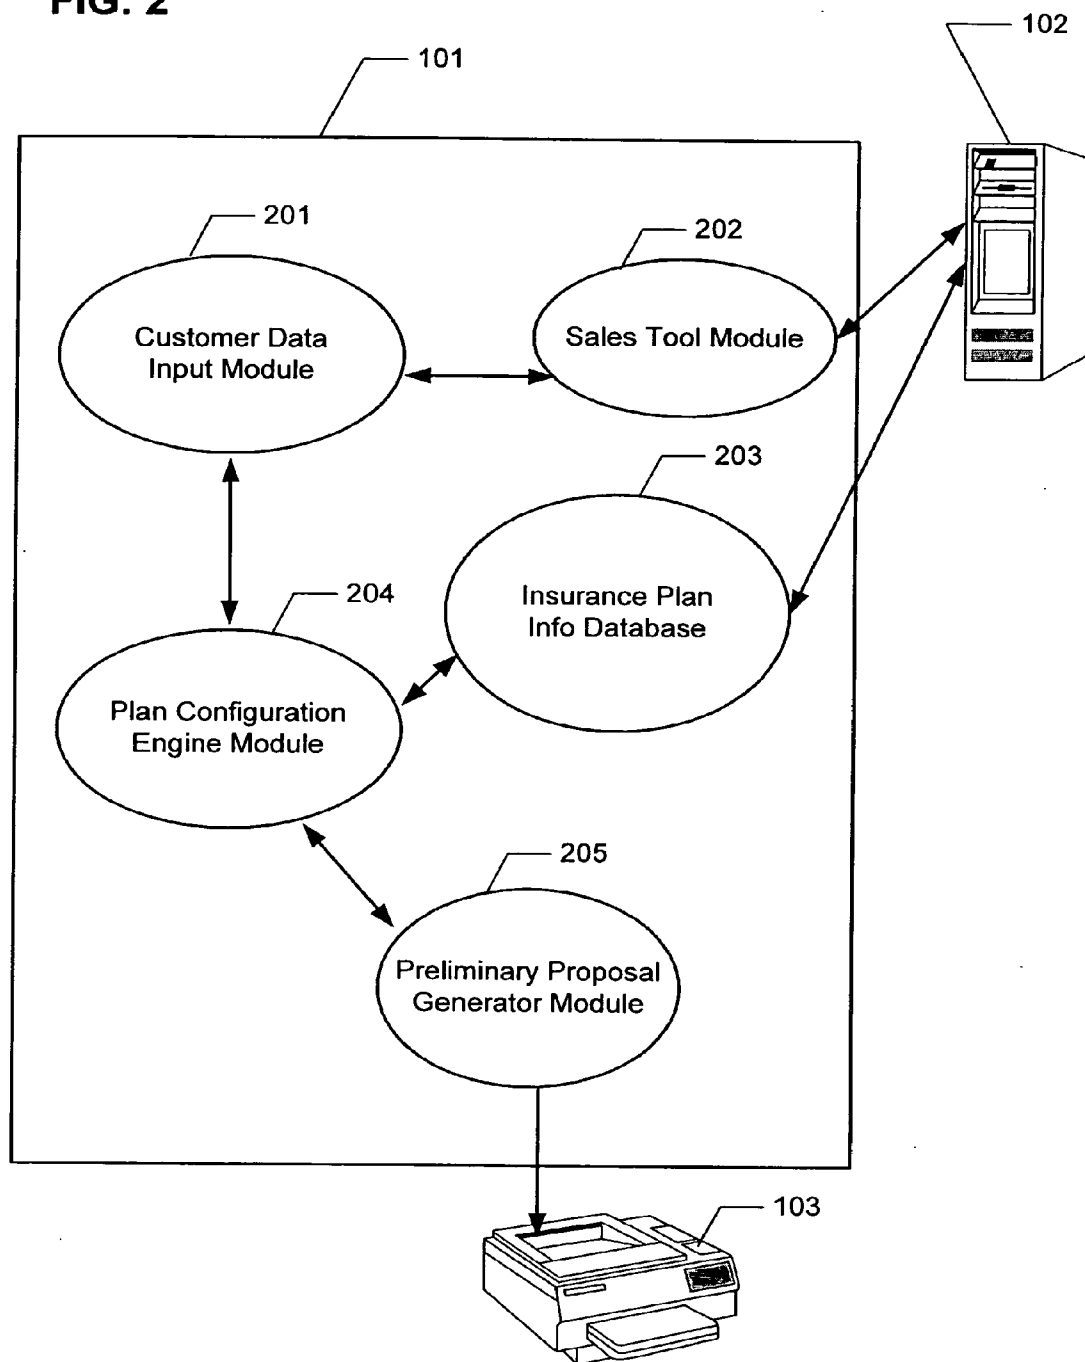 FIG. 2
102
101
201
202
Customer Data
Input Module
Sales Tool Module
203
204
Insurance Plan
Info Database
Plan Configuration
Engine Module
205
Preliminary Proposal
Generator Module
103